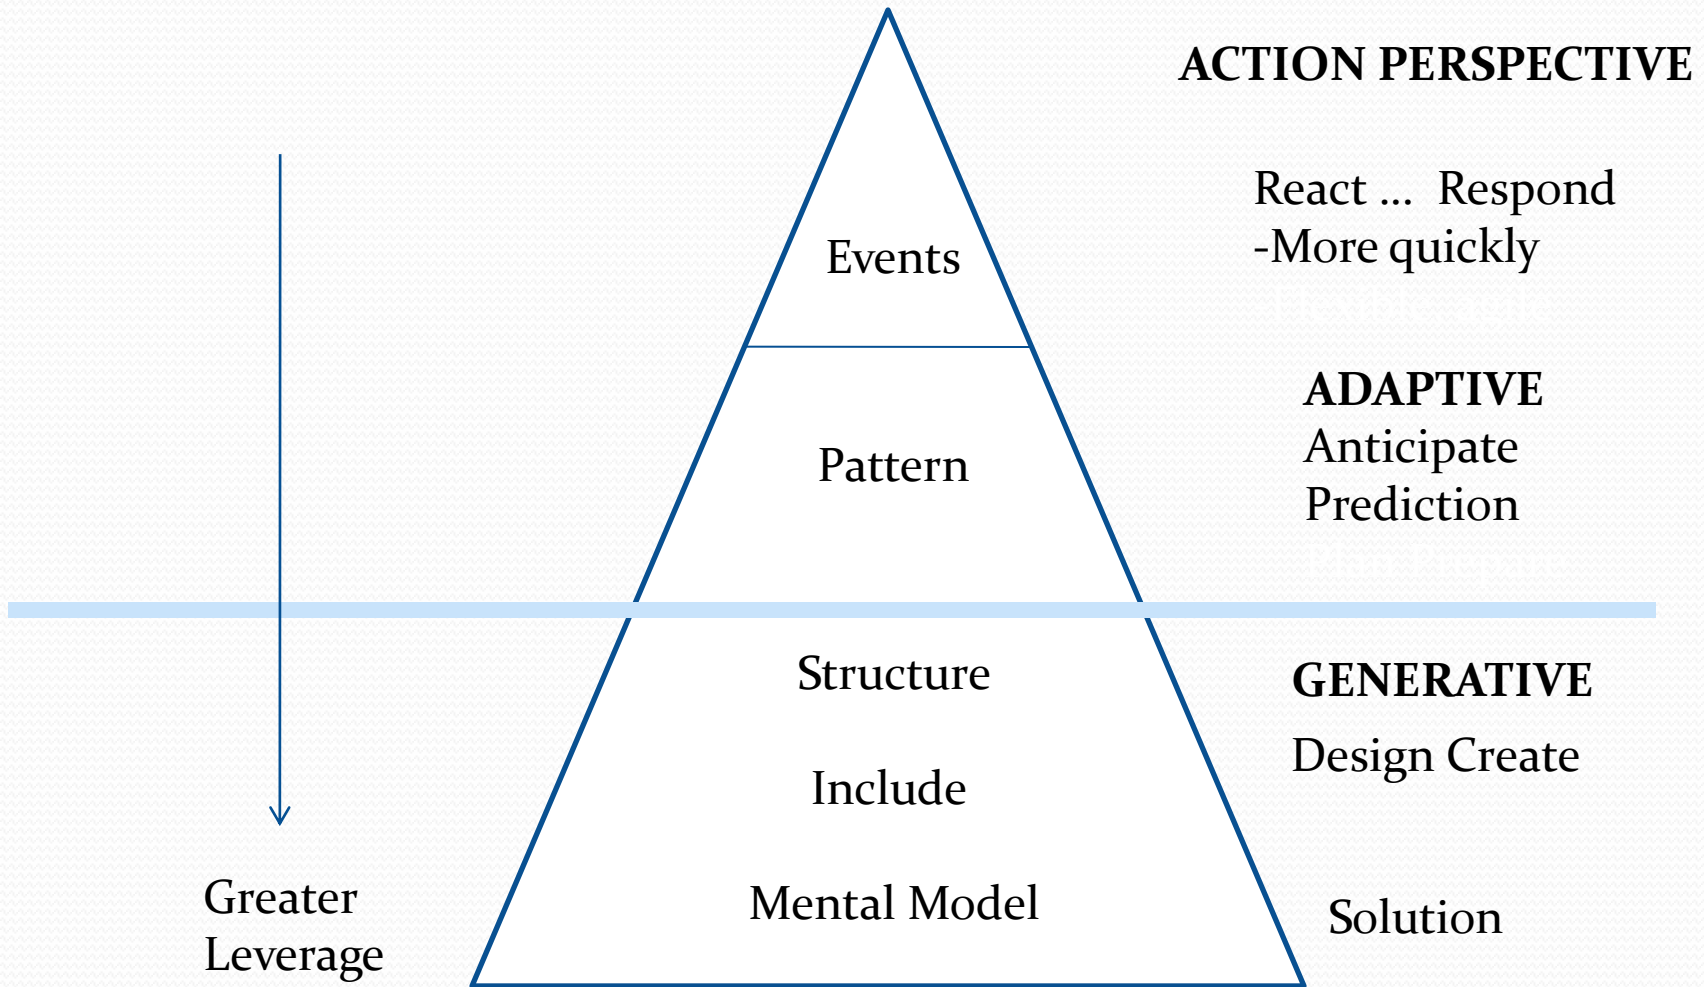 ACTION PERSPECTIVE
React ... Respond
-More quickly
Events
ADAPTIVE
Anticipate
Prediction
Pattern
Structure
Include
Mental Model
GENERATIVE
Design Create
Solution
Greater
Leverage